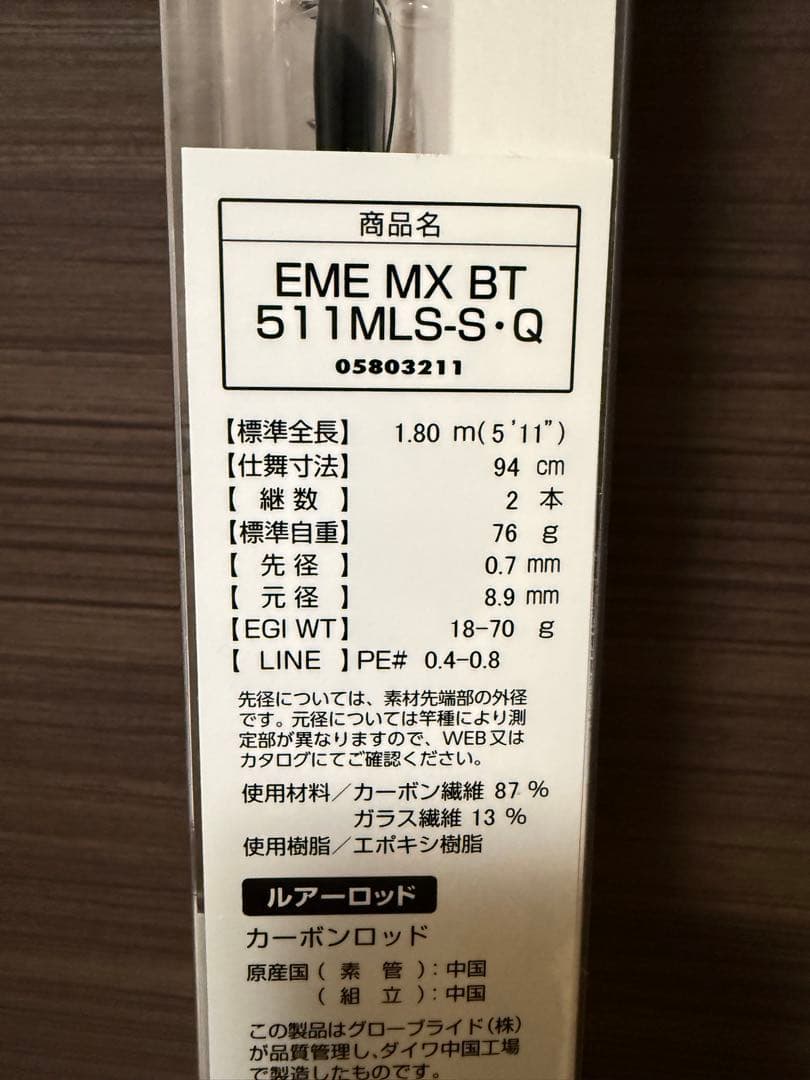 商品名
EME MX BT
511MLS-S・Q
05803211
【標準全長】 1.80 m(5'11")
【仕舞寸法】 94 cm
【継数】 2 本
【標準自重】 76 g
【先径】 0.7 mm
【元径】 8.9 mm
【EGI WT】 18-70 g
【LINE】PE# 0.4-0.8
先径については、素材先端部の外径
です。元径については竿種により測
定部が異なりますので、WEB又は
カタログにてご確認ください。
使用材料／カーボン繊維 87 %
ガラス繊維 13 %
使用樹脂／エポキシ樹脂
ルアーロッド
カーボンロッド
原産国(素管):中国
(組立):中国
この製品はグローブライド(株)
が品質管理し、ダイワ中国工場
で製造したものです。